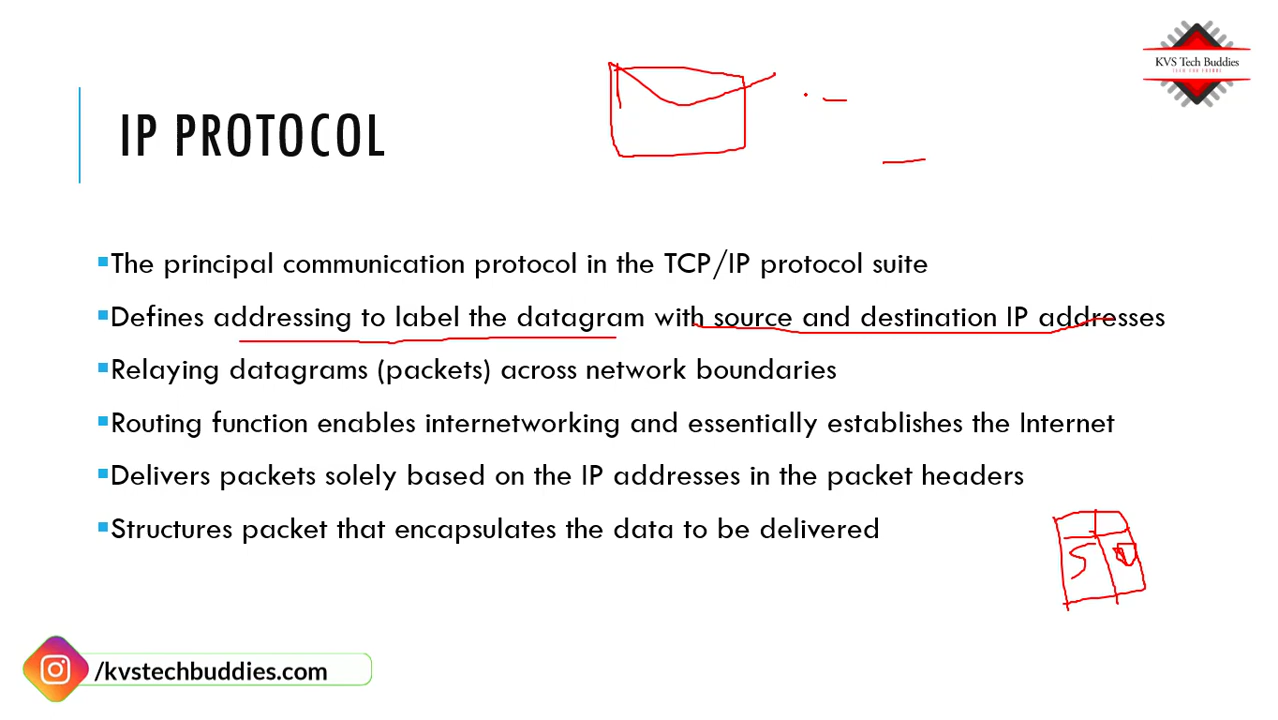 KVS Tech Buddies
IP PROTOCOL
The principal communication protocol in the TCP/IP protocol suite
Defines addressing to label the datagram with source and destination IP addresses
Relaying datagrams (packets) across network boundaries
Routing function enables internetworking and essentially establishes the Internet
Delivers packets solely based on the IP addresses in the packet headers
Structures packet that encapsulates the data to be delivered
S D
/kvstechbuddies.com